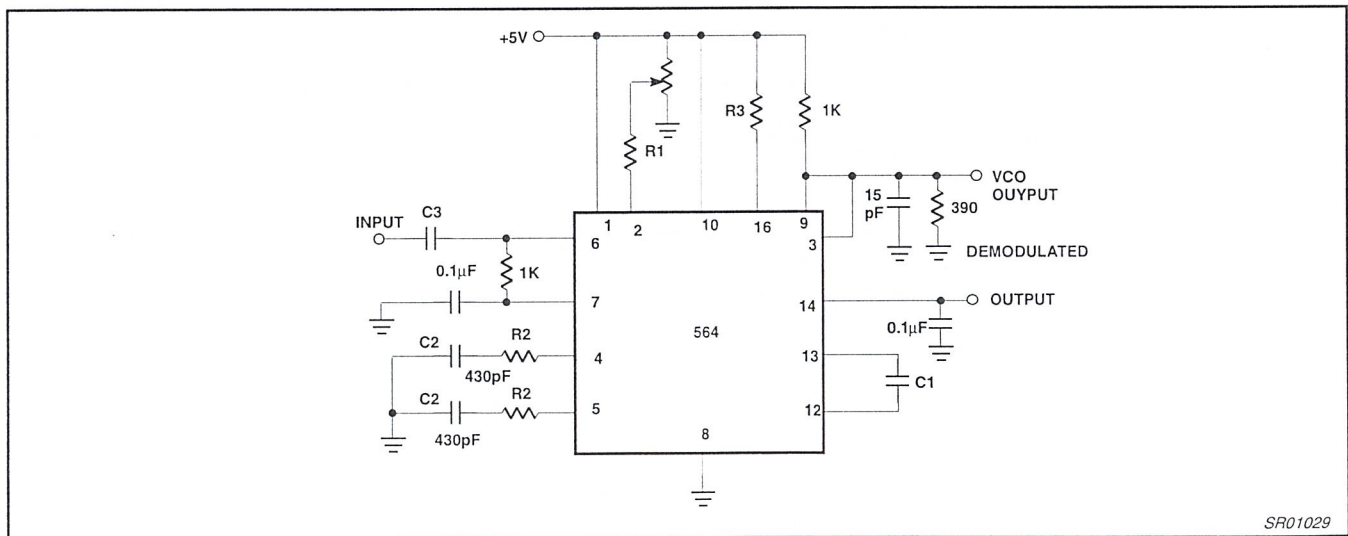 +5V
R1
R3
1K
VCO
OUYPUT
15
pF
390
INPUT
C3
1
2
10
16
9
6
3
DEMODULATED
0.1µF
1K
7
14
OUTPUT
0.1µF
564
C2
R2
4
13
430pF
C1
C2
R2
5
12
430pF
8
SR01029